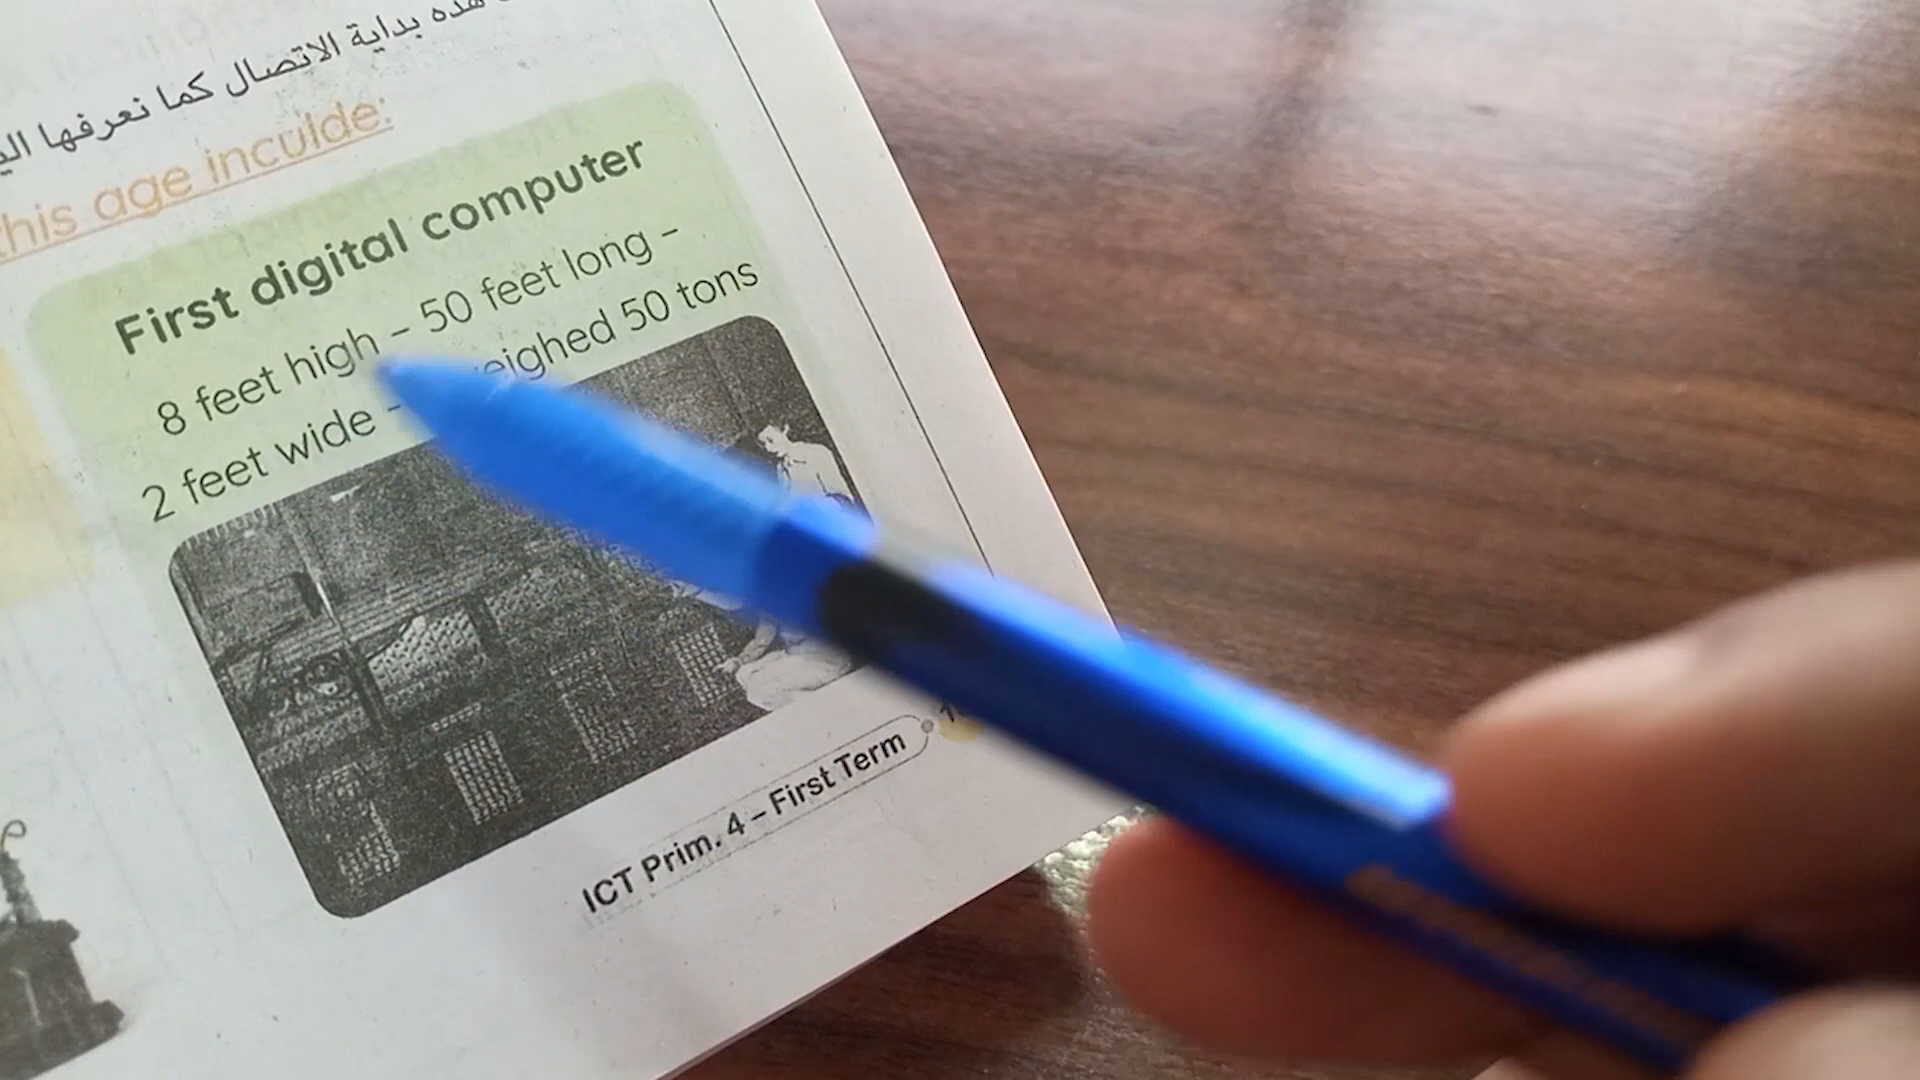 هذه بداية الاتصال كما نعرفها
this age inculde:
First digital computer
8 feet high – 50 feet long –
2 feet wide – weighed 50 tons
ICT Prim. 4 – First Term